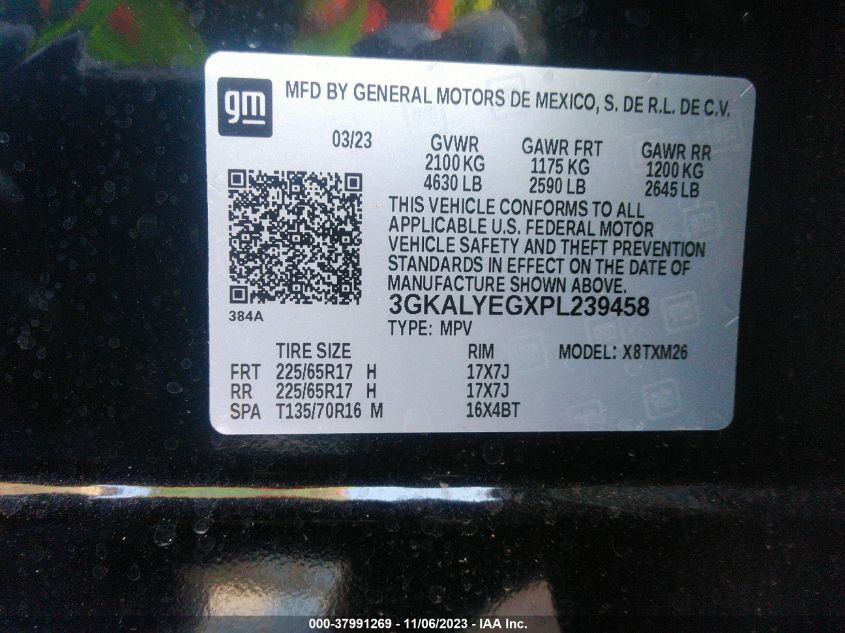 gm
MFD BY GENERAL MOTORS DE MEXICO, S. DE R.L. DE C.V.
03/23 GVWR GAWR FRT GAWR RR
2100 KG 1175 KG 1200 KG
4630 LB 2590 LB 2645 LB
THIS VEHICLE CONFORMS TO ALL
APPLICABLE U.S. FEDERAL MOTOR
VEHICLE SAFETY AND THEFT PREVENTION
STANDARDS IN EFFECT ON THE DATE OF
MANUFACTURE SHOWN ABOVE.
384A
3GKALYEGXPL239458
TYPE: MPV
TIRE SIZE RIM MODEL: X8TXM26
FRT 225/65R17 H 17X7J
RR 225/65R17 H 17X7J
SPA T135/70R16 M 16X4BT
000-37991269 - 11/06/2023 - IAA Inc.